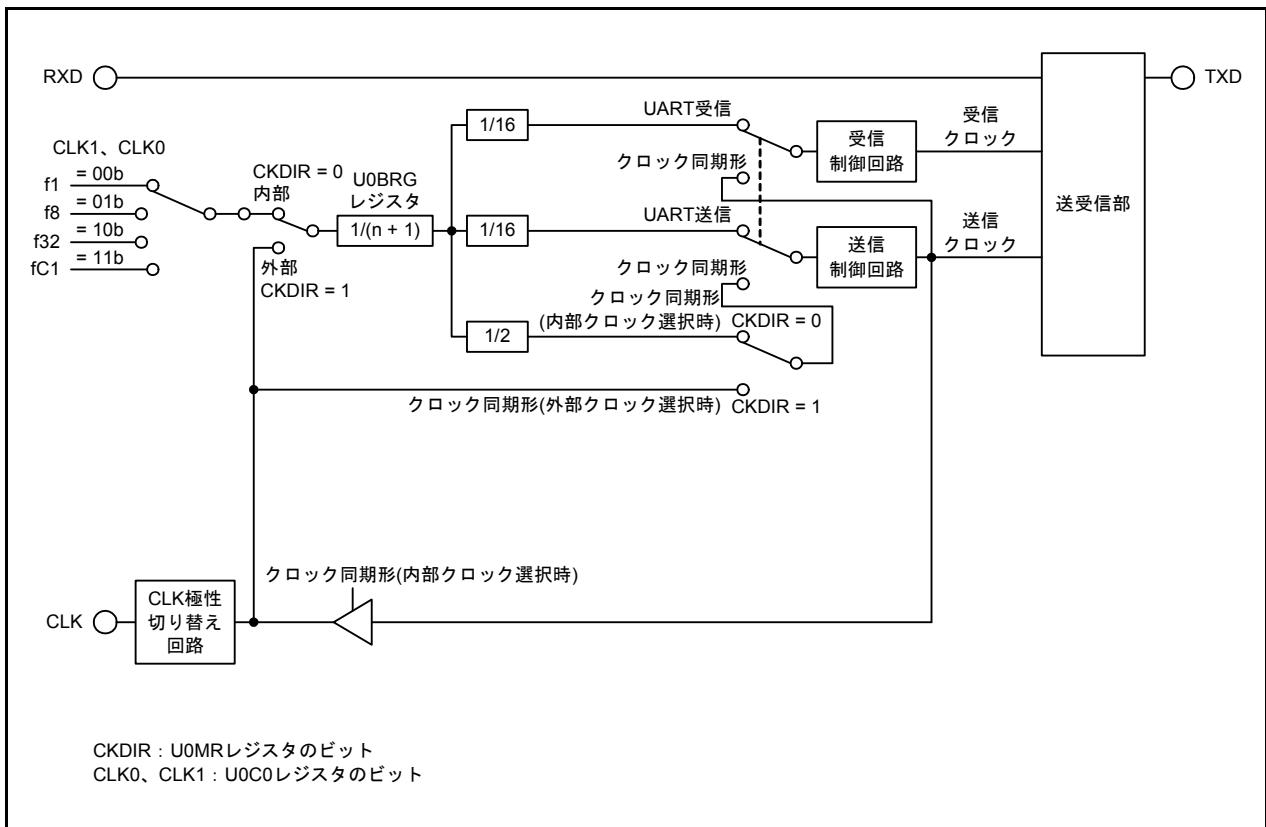 RXD
TXD
CLK1、CLK0
f1
= 00b
f8
= 01b
f32
= 10b
fC1
= 11b
CKDIR = 0
内部
外部
CKDIR = 1
U0BRG
レジスタ
1/(n + 1)
1/16
1/16
1/2
UART受信
クロック同期形
UART送信
クロック同期形
クロック同期形
(内部クロック選択時)
CKDIR = 0
クロック同期形(外部クロック選択時)
CKDIR = 1
受信
制御回路
送信
制御回路
受信
クロック
送信
クロック
送受信部
クロック同期形(内部クロック選択時)
CLK
CLK極性
切り替え
回路
CKDIR : U0MRレジスタのビット
CLK0、CLK1 : U0C0レジスタのビット